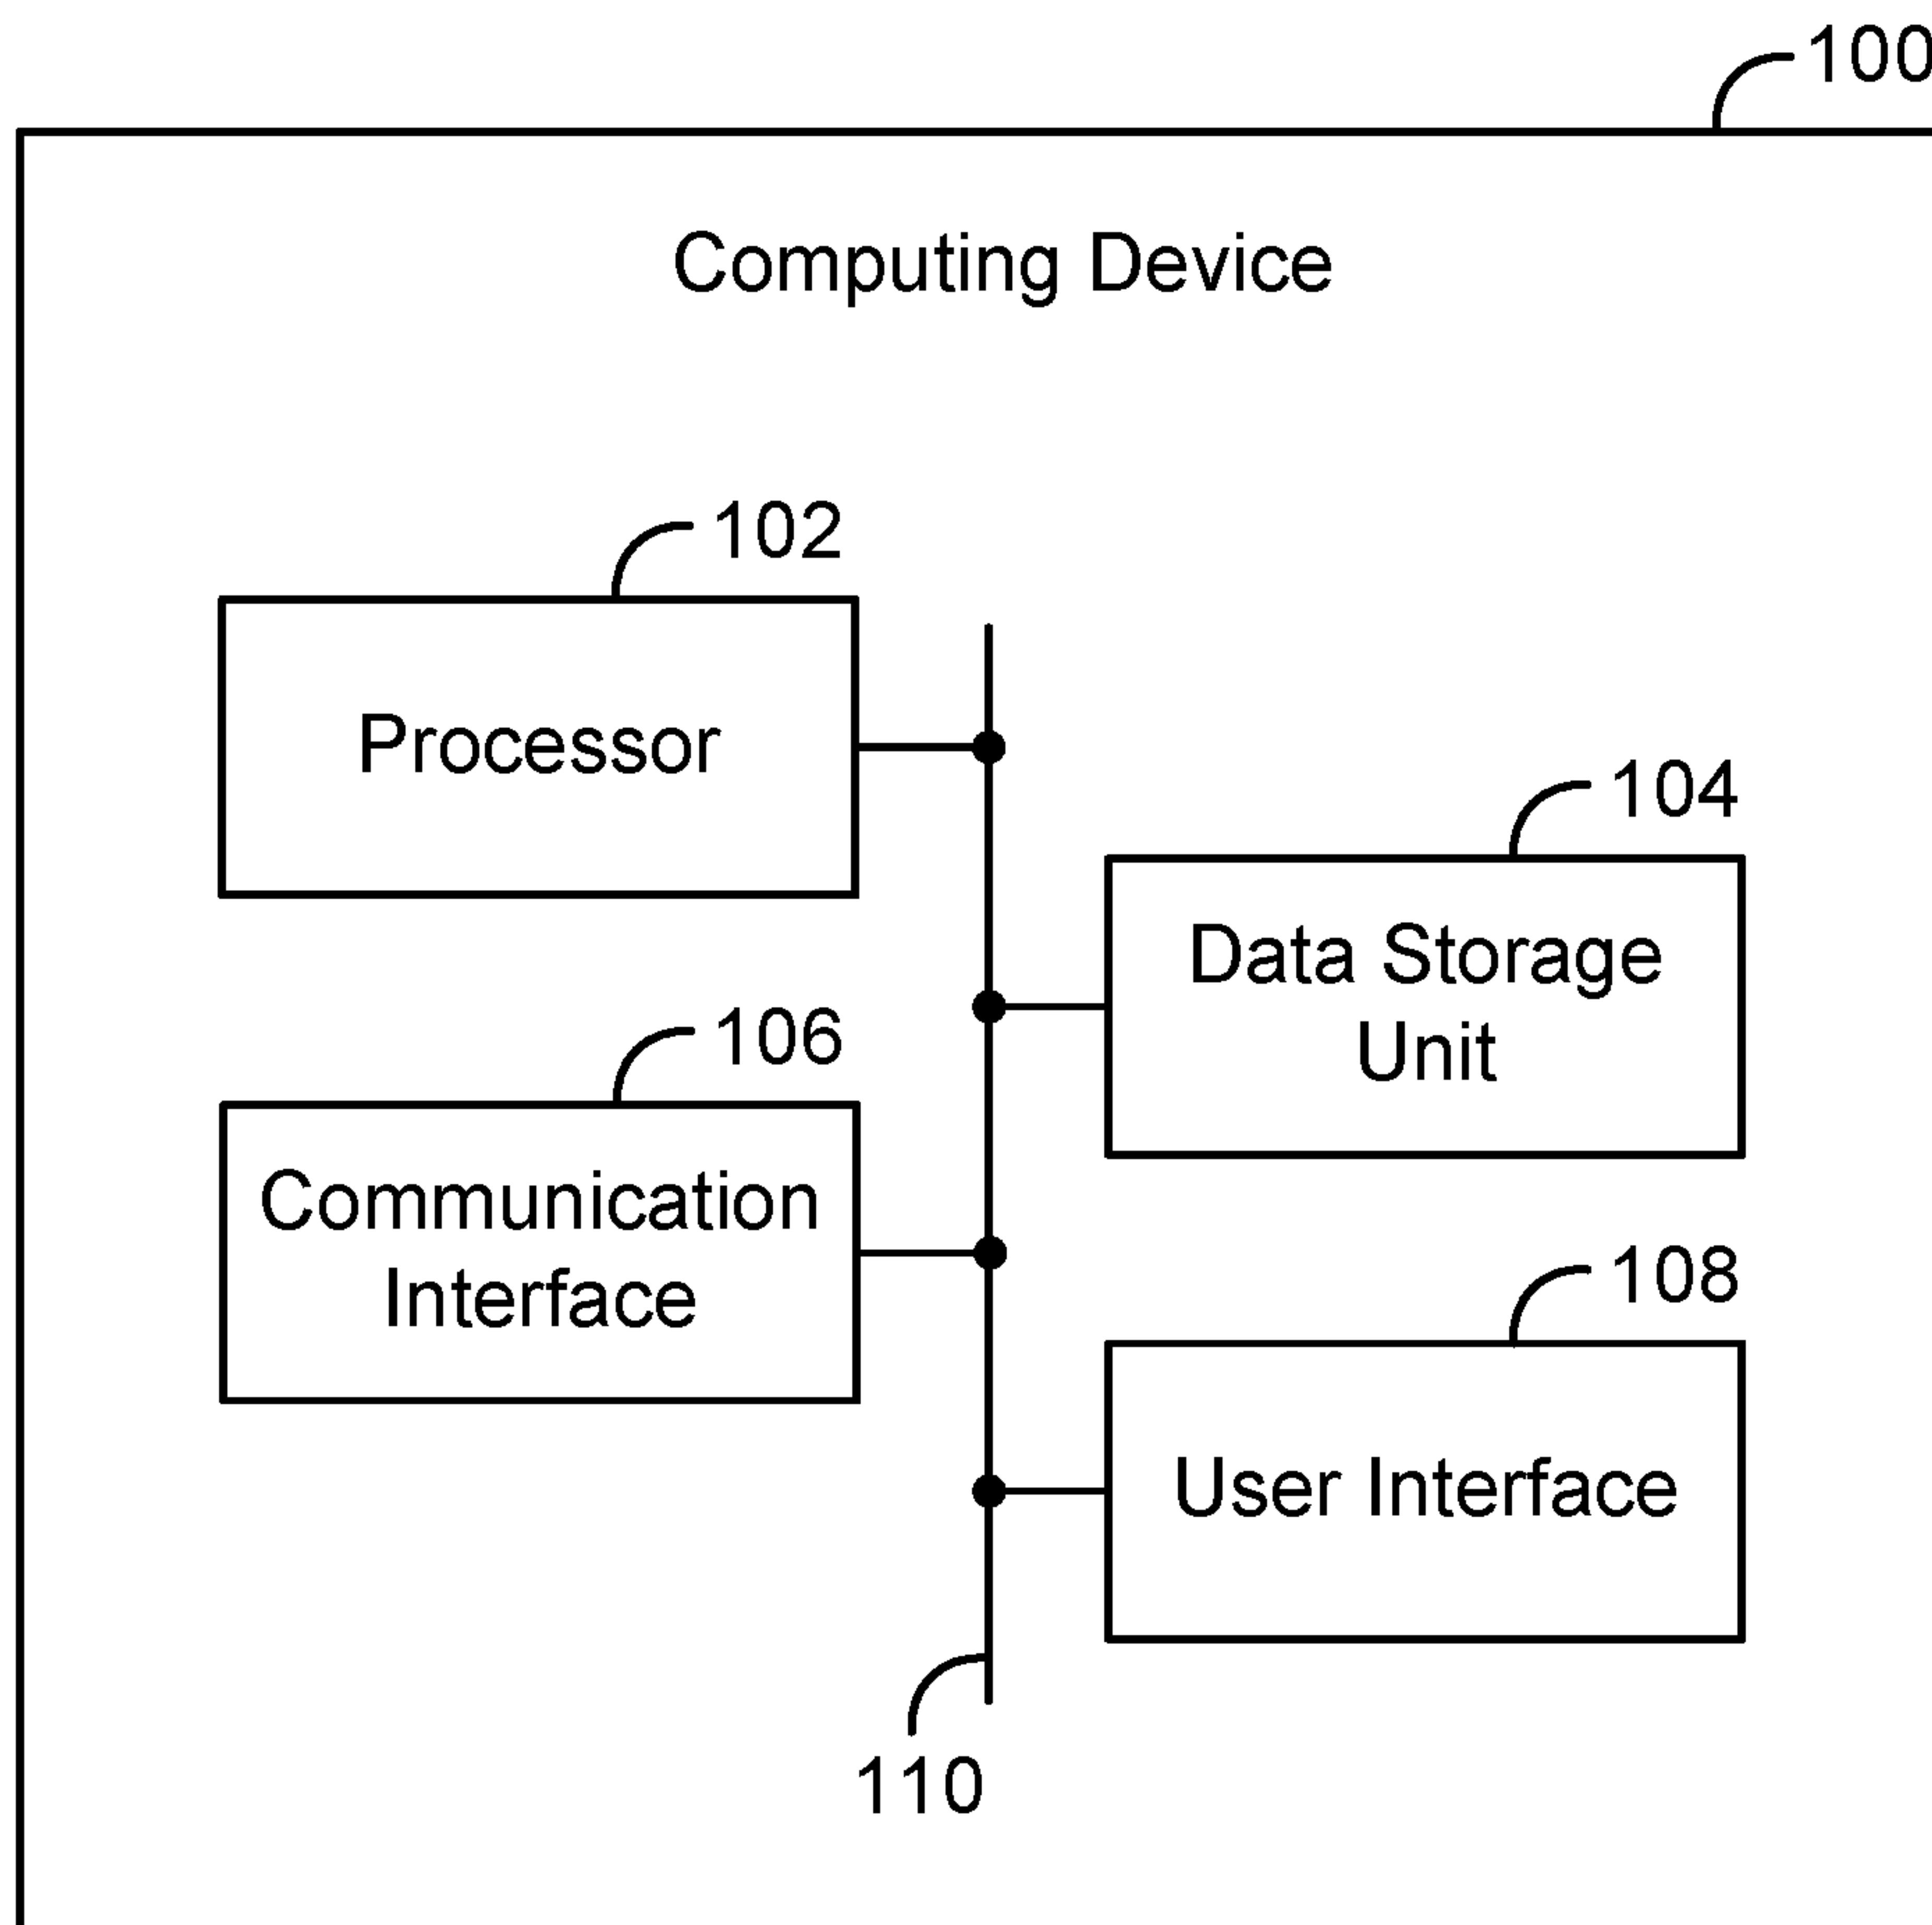 100
Computing Device
102
Processor
104
Data Storage
Unit
106
Communication
Interface
108
User Interface
110